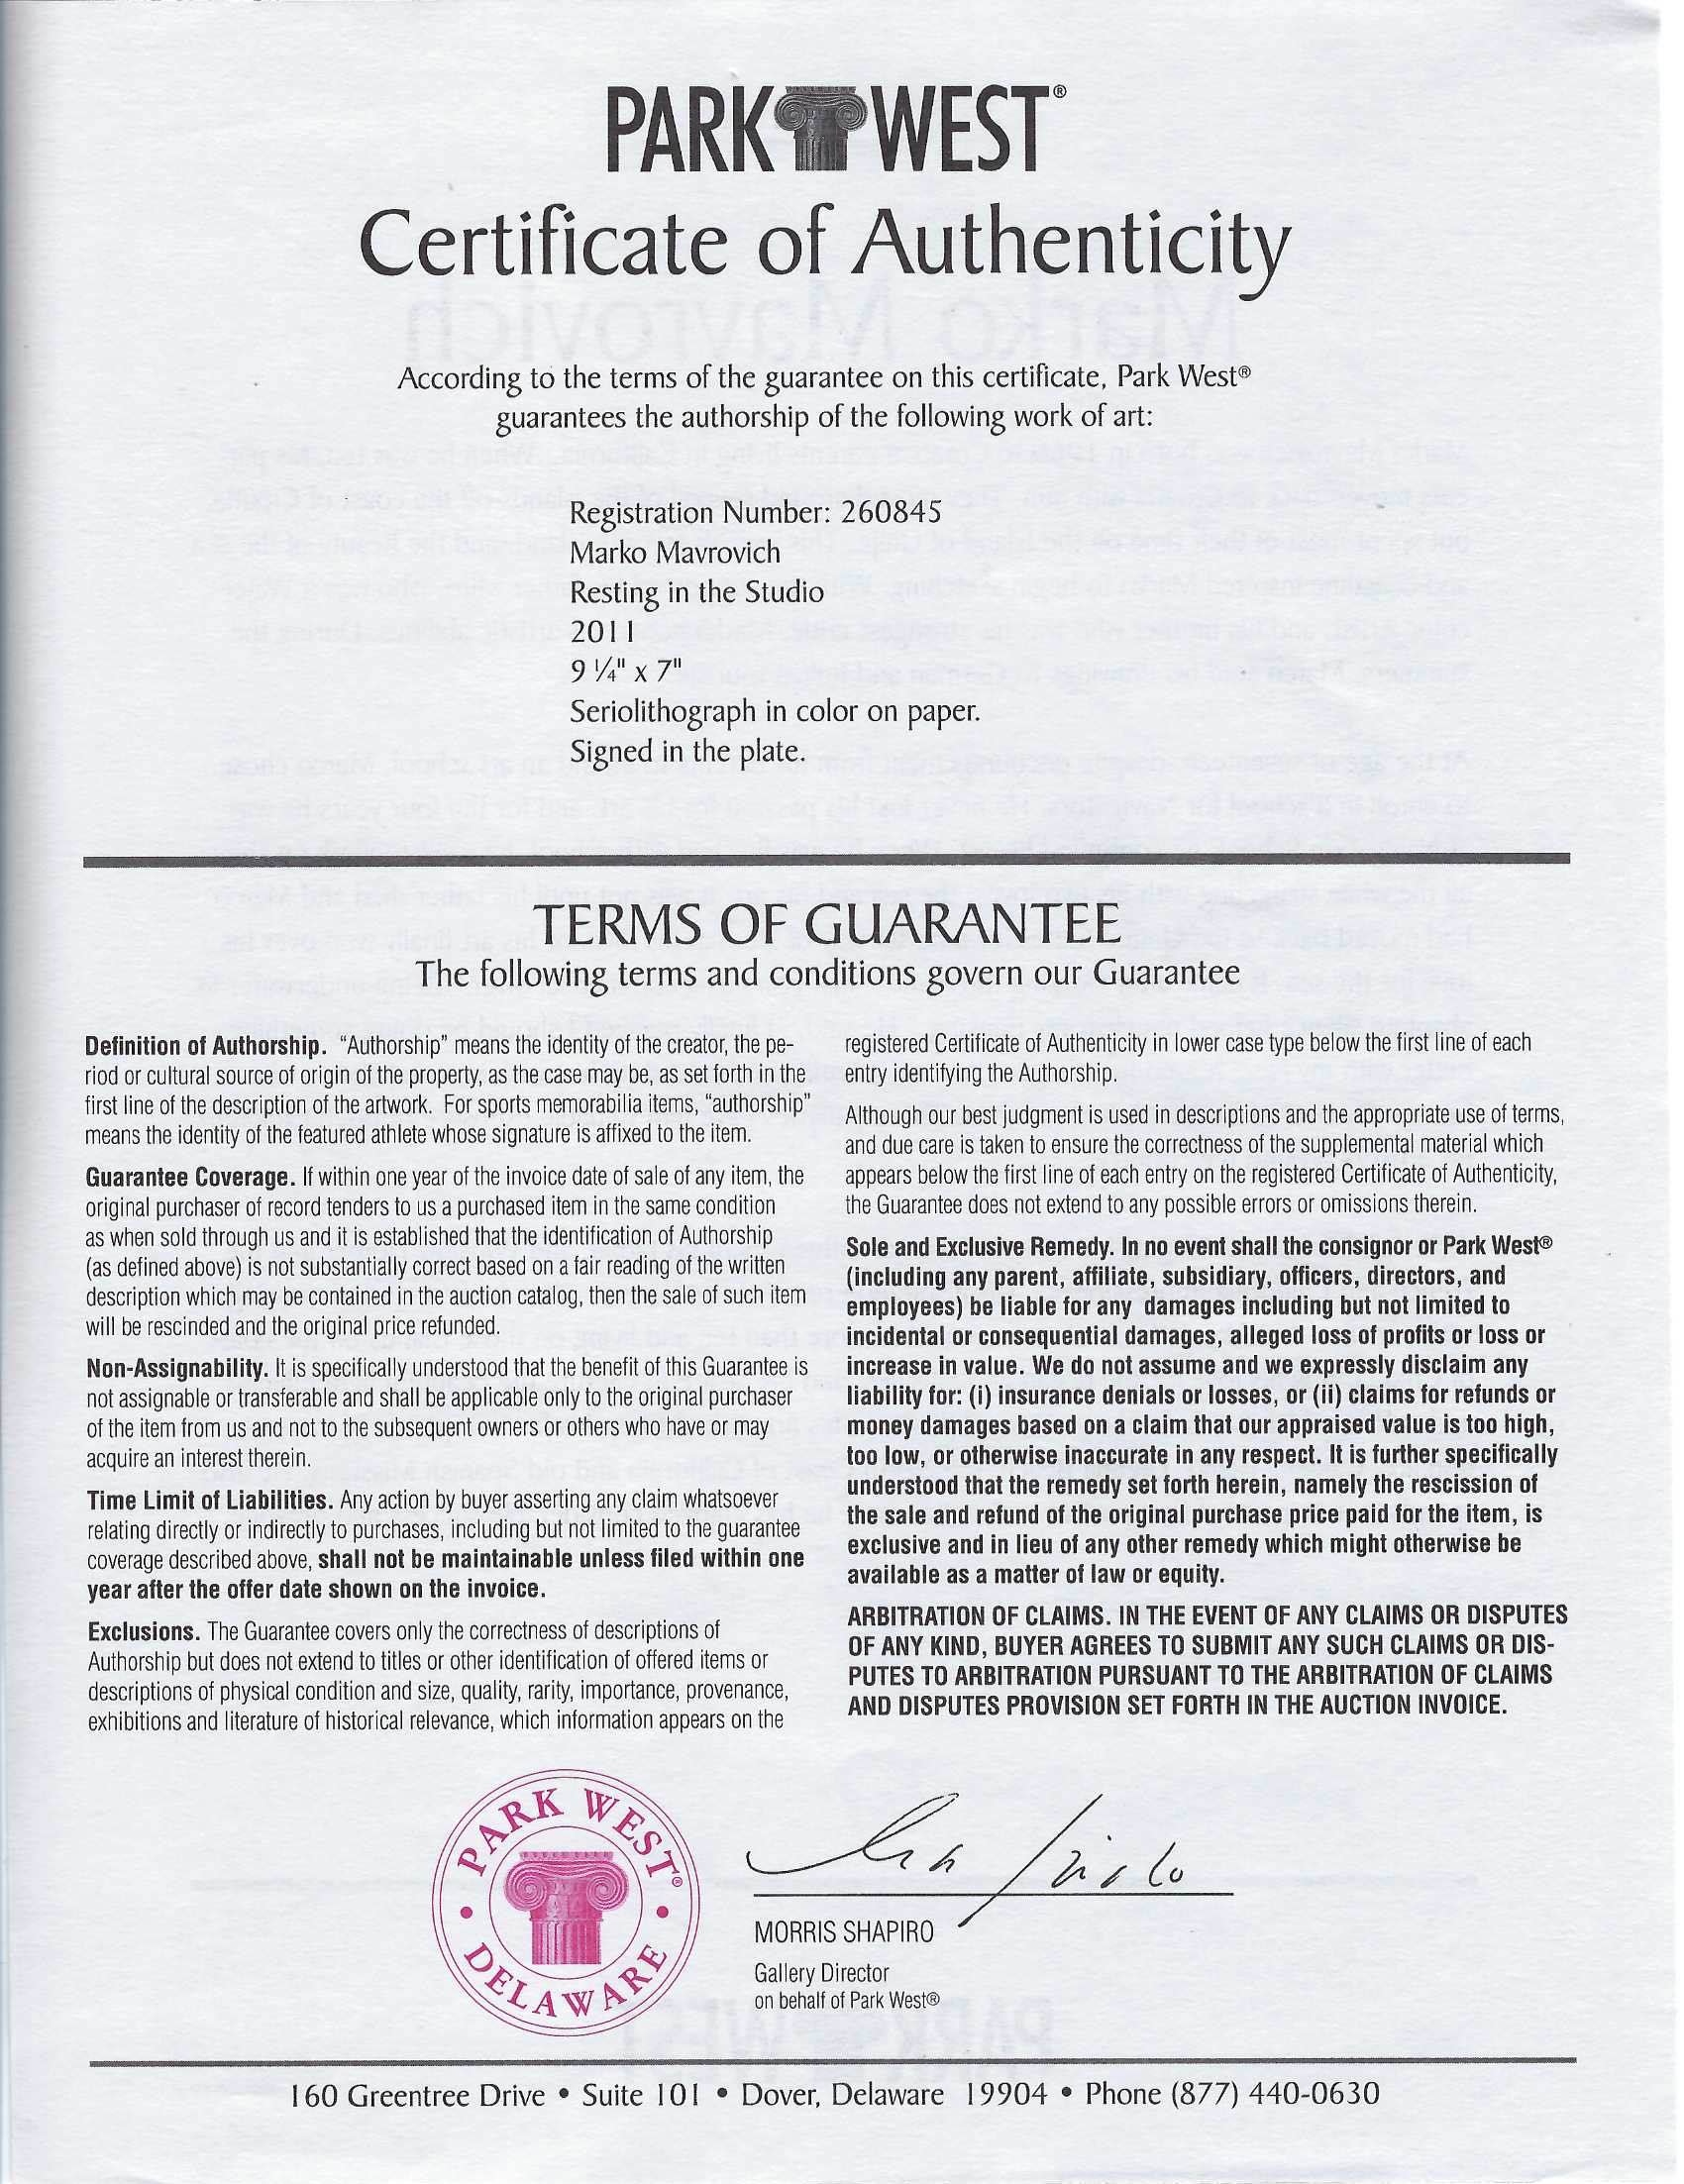 PARK WEST®
Certificate of Authenticity
According to the terms of the guarantee on this certificate, Park West®
guarantees the authorship of the following work of art:
Registration Number: 260845
Marko Mavrovich
Resting in the Studio
2011
9 ¼" x 7"
Seriolithograph in color on paper.
Signed in the plate.
TERMS OF GUARANTEE
The following terms and conditions govern our Guarantee
Definition of Authorship. “Authorship” means the identity of the creator, the pe-
riod or cultural source of origin of the property, as the case may be, as set forth in the
first line of the description of the artwork. For sports memorabilia items, “authorship”
means the identity of the featured athlete whose signature is affixed to the item.
Guarantee Coverage. If within one year of the invoice date of sale of any item, the
original purchaser of record tenders to us a purchased item in the same condition
as when sold through us and it is established that the identification of Authorship
(as defined above) is not substantially correct based on a fair reading of the written
description which may be contained in the auction catalog, then the sale of such item
will be rescinded and the original price refunded.
Non-Assignability. It is specifically understood that the benefit of this Guarantee is
not assignable or transferable and shall be applicable only to the original purchaser
of the item from us and not to the subsequent owners or others who have or may
acquire an interest therein.
Time Limit of Liabilities. Any action by buyer asserting any claim whatsoever
relating directly or indirectly to purchases, including but not limited to the guarantee
coverage described above, shall not be maintainable unless filed within one
year after the offer date shown on the invoice.
Exclusions. The Guarantee covers only the correctness of descriptions of
Authorship but does not extend to titles or other identification of offered items or
descriptions of physical condition and size, quality, rarity, importance, provenance,
exhibitions and literature of historical relevance, which information appears on the
registered Certificate of Authenticity in lower case type below the first line of each
entry identifying the Authorship.
Although our best judgment is used in descriptions and the appropriate use of terms,
and due care is taken to ensure the correctness of the supplemental material which
appears below the first line of each entry on the registered Certificate of Authenticity,
the Guarantee does not extend to any possible errors or omissions therein.
Sole and Exclusive Remedy. In no event shall the consignor or Park West®
(including any parent, affiliate, subsidiary, officers, directors, and
employees) be liable for any damages including but not limited to
incidental or consequential damages, alleged loss of profits or loss or
increase in value. We do not assume and we expressly disclaim any
liability for: (i) insurance denials or losses, or (ii) claims for refunds or
money damages based on a claim that our appraised value is too high,
too low, or otherwise inaccurate in any respect. It is further specifically
understood that the remedy set forth herein, namely the rescission of
the sale and refund of the original purchase price paid for the item, is
exclusive and in lieu of any other remedy which might otherwise be
available as a matter of law or equity.
ARBITRATION OF CLAIMS. IN THE EVENT OF ANY CLAIMS OR DISPUTES
OF ANY KIND, BUYER AGREES TO SUBMIT ANY SUCH CLAIMS OR DIS-
PUTES TO ARBITRATION PURSUANT TO THE ARBITRATION OF CLAIMS
AND DISPUTES PROVISION SET FORTH IN THE AUCTION INVOICE.
PARK WEST®
• DELAWARE •
MORRIS SHAPIRO
Gallery Director
on behalf of Park West®
160 Greentree Drive • Suite 101 • Dover, Delaware 19904 • Phone (877) 440-0630